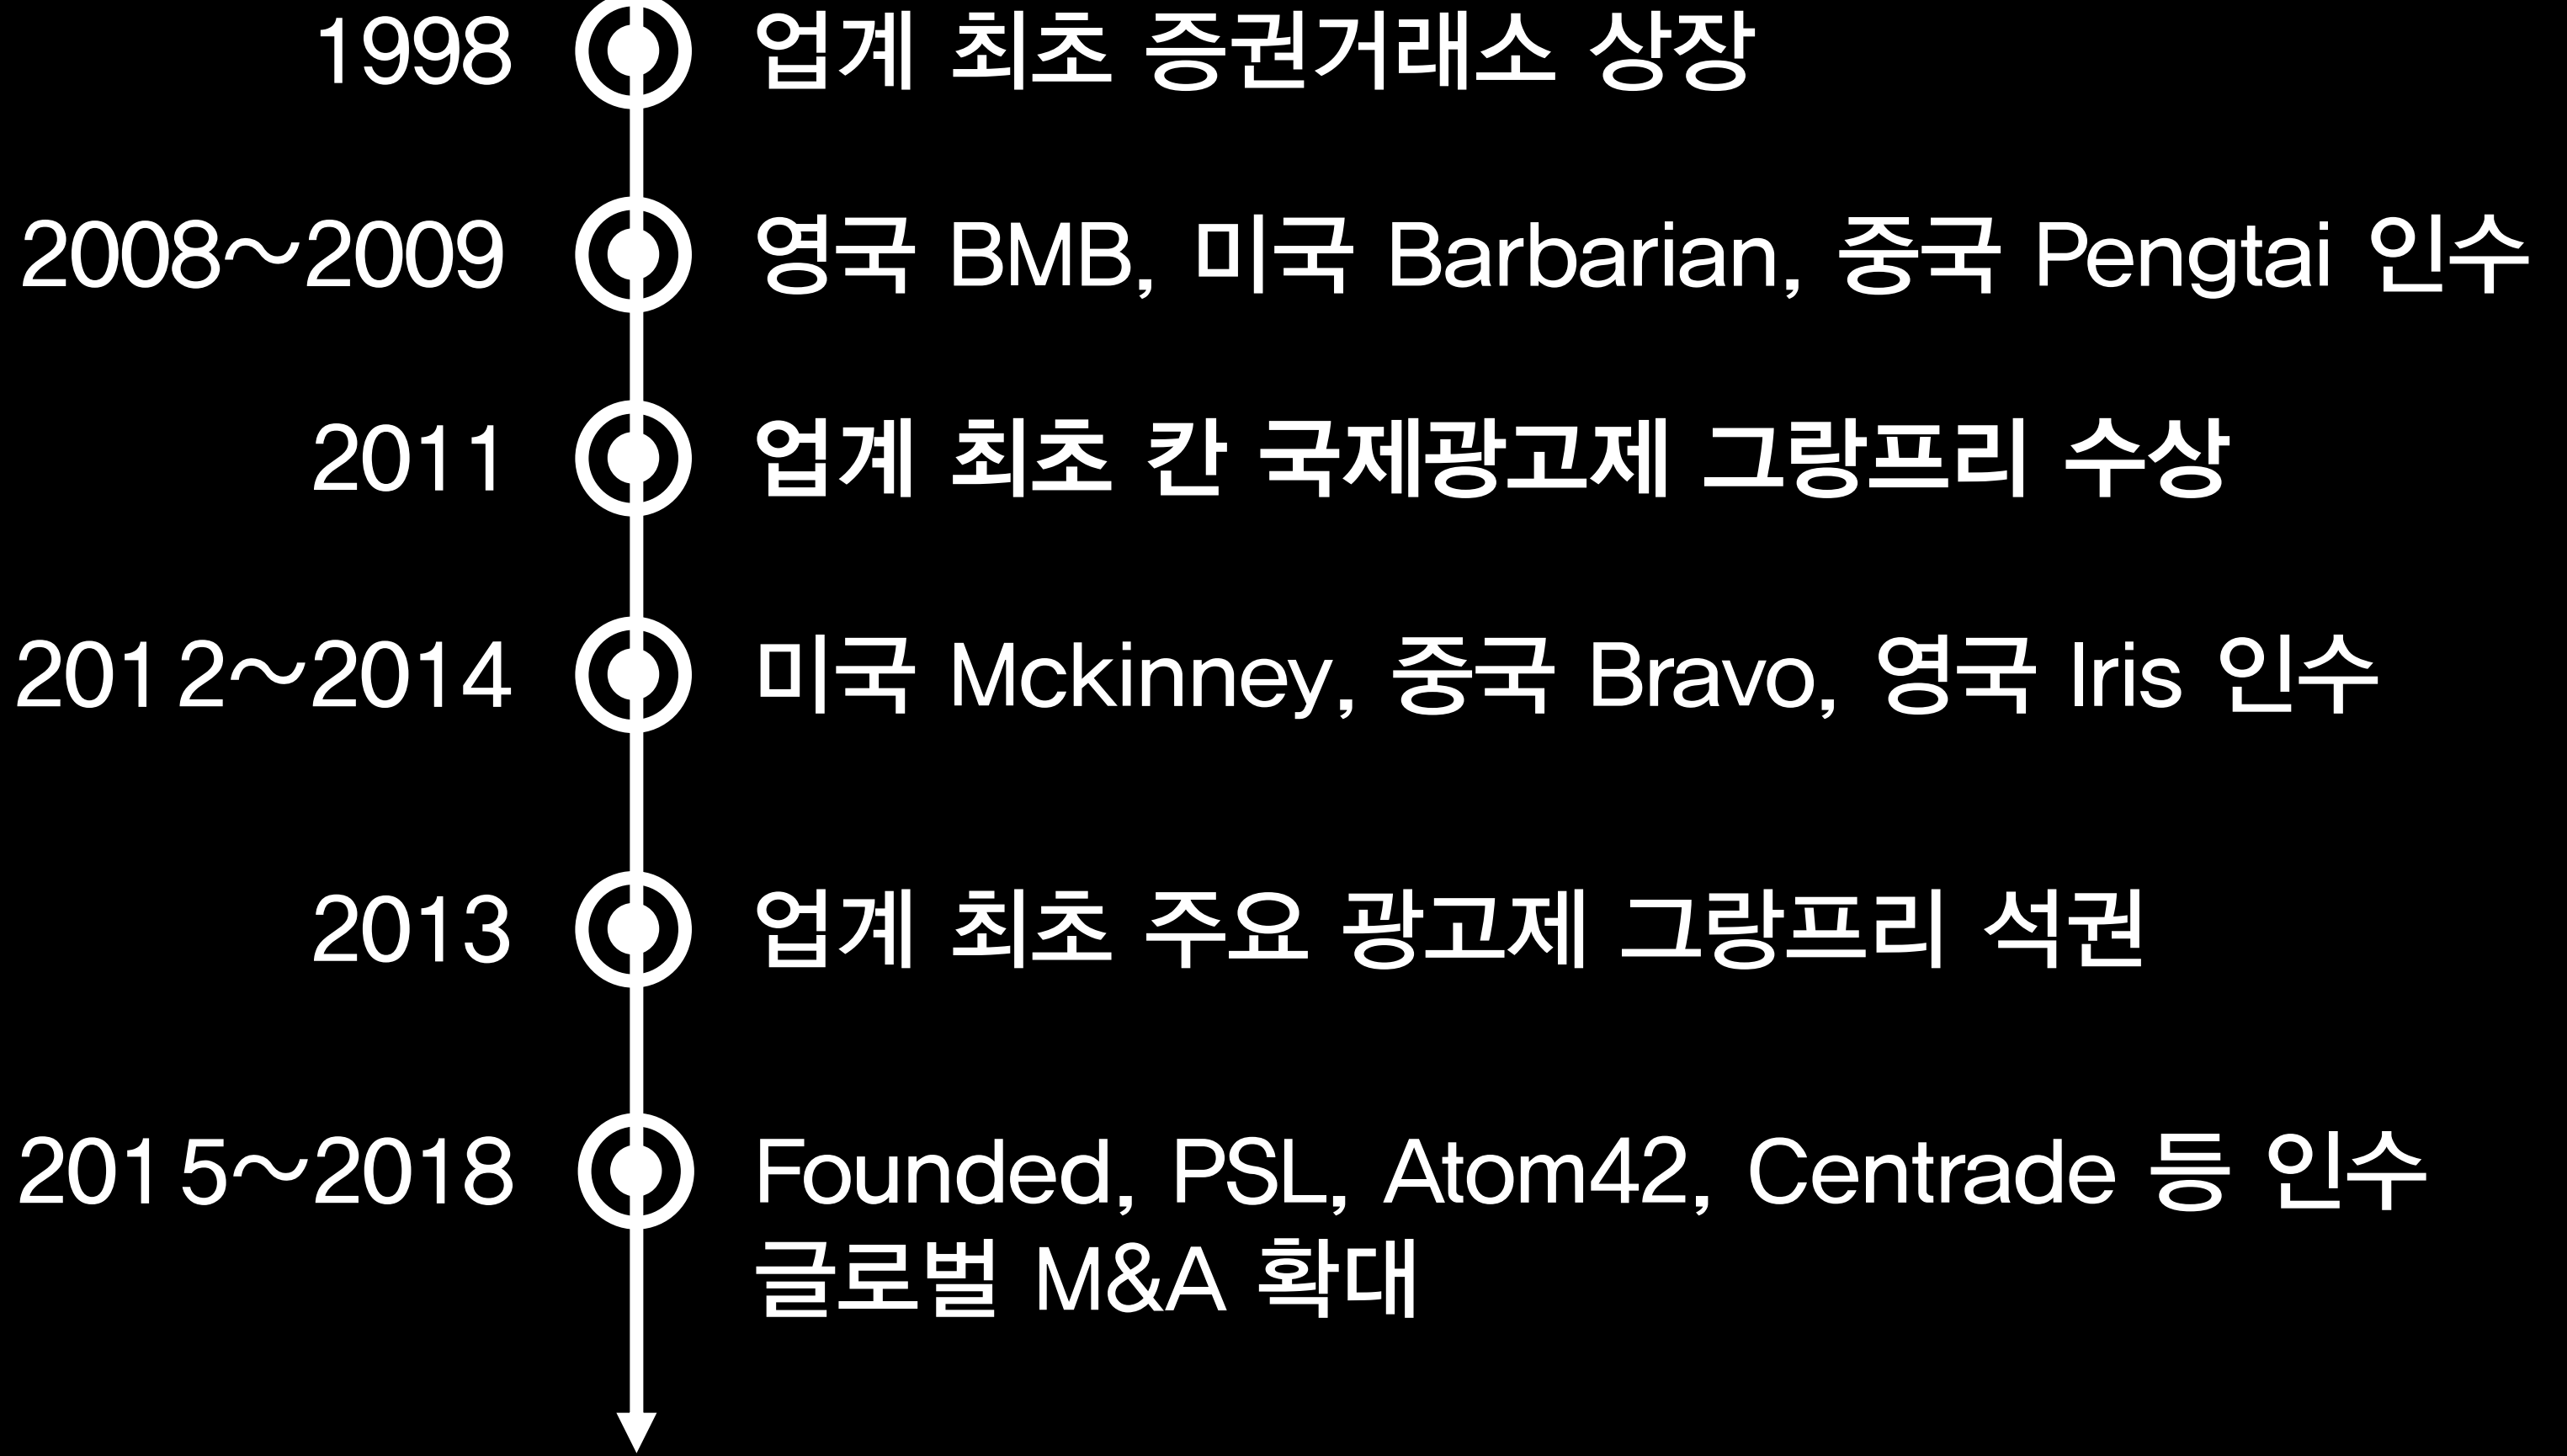 1998 업계 최초 증권거래소 상장
2008~2009 영국 BMB, 미국 Barbarian, 중국 Pengtai 인수
2011 업계 최초 칸 국제광고제 그랑프리 수상
2012~2014 미국 Mckinney, 중국 Bravo, 영국 Iris 인수
2013 업계 최초 주요 광고제 그랑프리 석권
2015~2018 Founded, PSL, Atom42, Centrade 등 인수
글로벌 M&A 확대